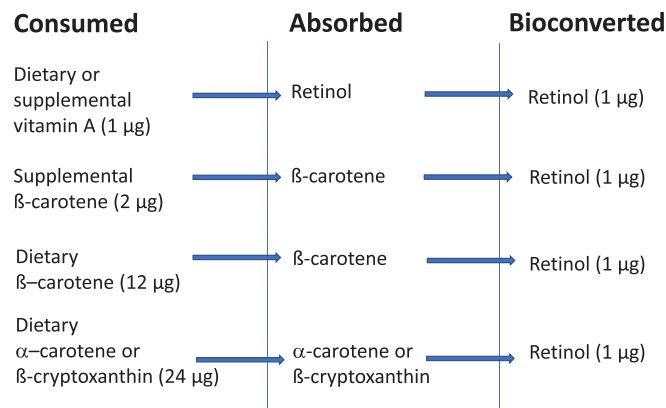 Consumed Absorbed Bioconverted
Dietary or
supplemental
vitamin A (1 µg)
Retinol
Retinol (1 µg)
Supplemental
ß-carotene (2 µg)
ß-carotene
Retinol (1 µg)
Dietary
ß–carotene (12 µg)
ß-carotene
Retinol (1 µg)
Dietary
α–carotene or
ß-cryptoxanthin (24 µg)
α-carotene or
ß-cryptoxanthin
Retinol (1 µg)